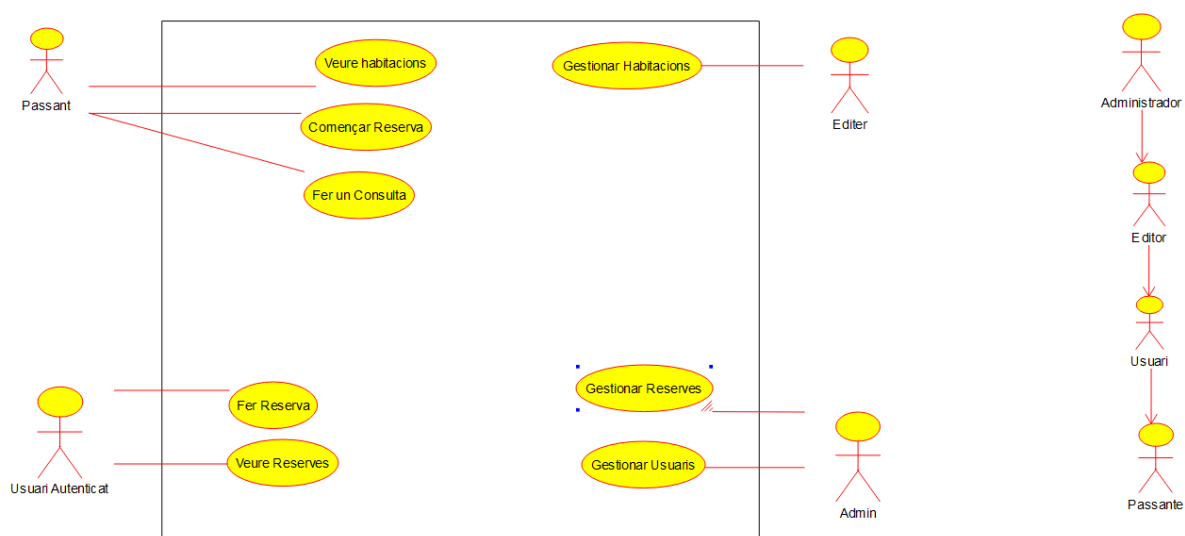 Passant
Veure habitacions
Començar Reserva
Fer un Consulta
Gestionar Habitacions
Editer
Usuari Autenticat
Fer Reserva
Veure Reserves
Gestionar Reserves
Gestionar Usuaris
Admin
Administrador
Editor
Usuari
Passante